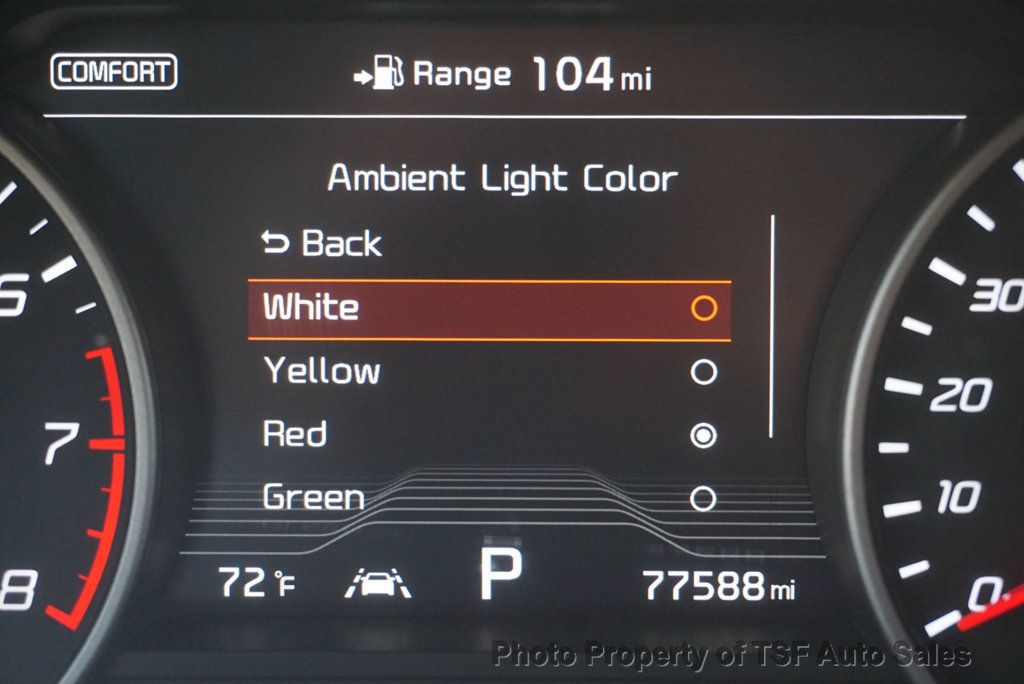 COMFORT
Range 104 mi
Ambient Light Color
Back
White
Yellow
Red
Green
72°F
P
77588 mi
6
7
8
30
20
10
0
Photo Property of TSF Auto Sales